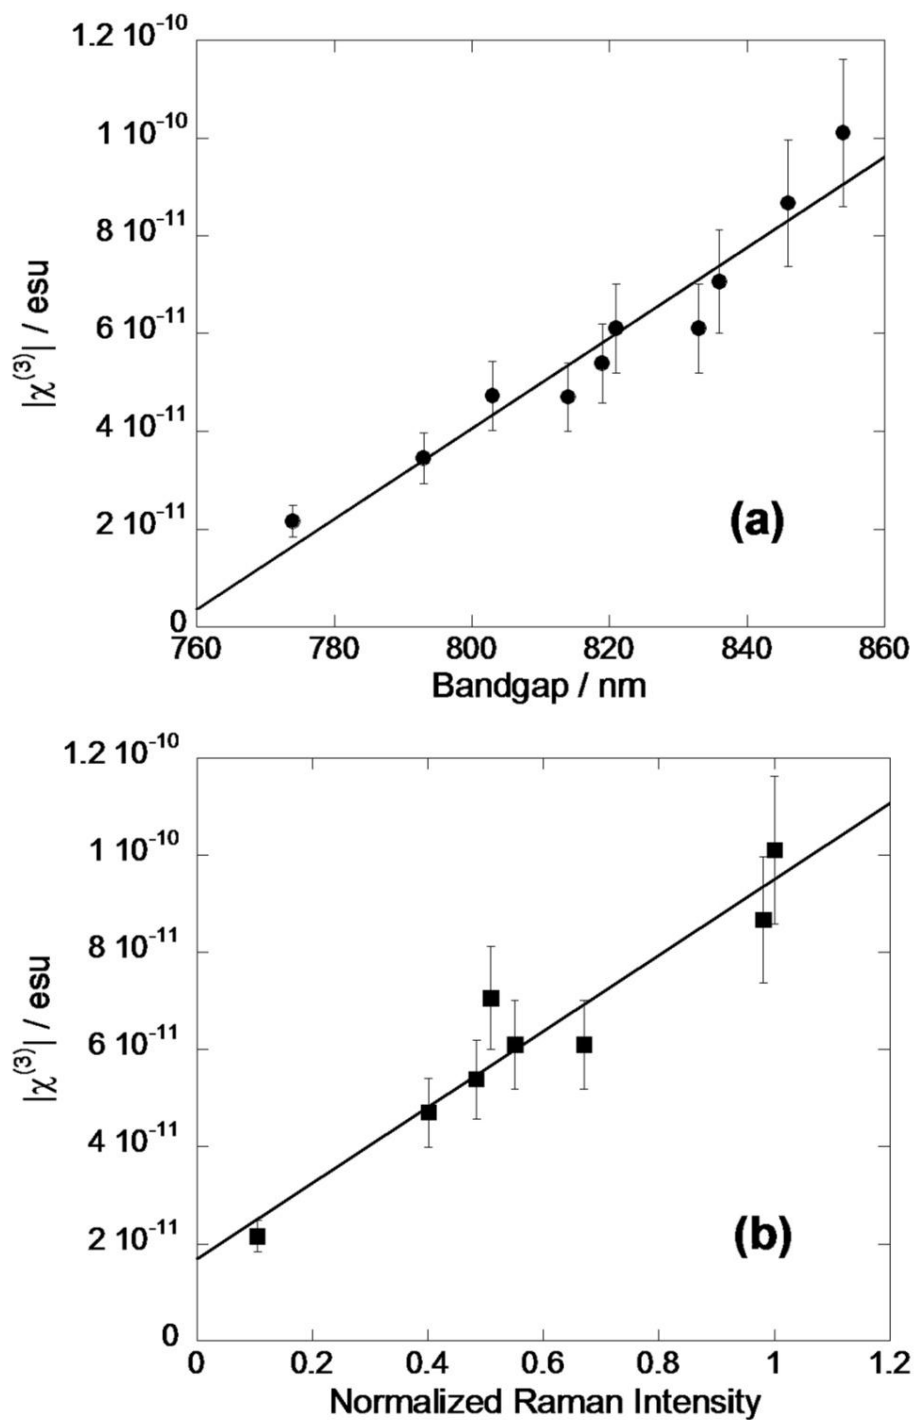 1.2 10⁻¹⁰
1 10⁻¹⁰
8 10⁻¹¹
6 10⁻¹¹
4 10⁻¹¹
2 10⁻¹¹
0
|χ⁽³⁾| / esu
(a)
760 780 800 820 840 860
Bandgap / nm
1.2 10⁻¹⁰
1 10⁻¹⁰
8 10⁻¹¹
6 10⁻¹¹
4 10⁻¹¹
2 10⁻¹¹
0
|χ⁽³⁾| / esu
(b)
0 0.2 0.4 0.6 0.8 1 1.2
Normalized Raman Intensity